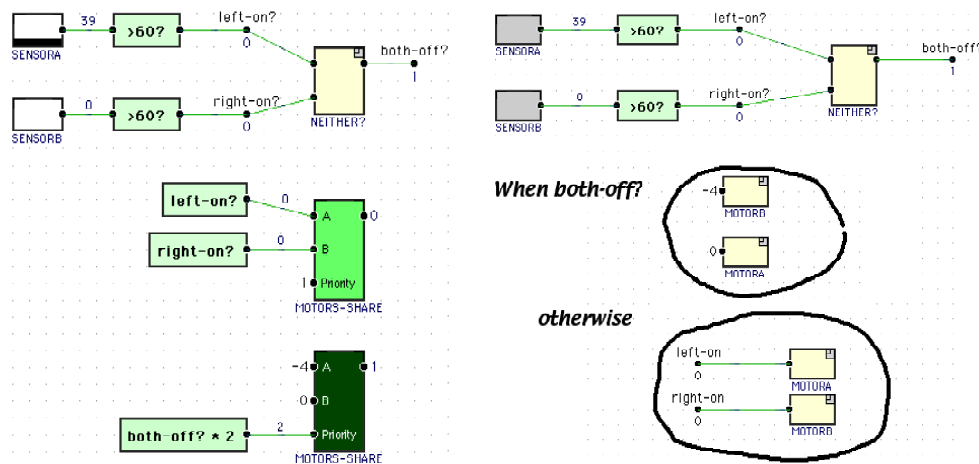 39
>60?
left-on?
0
SENSORA
both-off?
1
0
>60?
right-on?
0
SENSORB
NEITHER?
left-on?
0
A
0
right-on?
0
B
1
Priority
MOTORS-SHARE
-4
A
1
0
B
both-off? * 2
2
Priority
MOTORS-SHARE
39
>60?
left-on?
0
SENSORA
both-off?
1
0
>60?
right-on?
0
SENSORB
NEITHER?
When both-off?
-4
MOTORB
0
MOTORA
otherwise
left-on
0
MOTORA
right-on
0
MOTORB